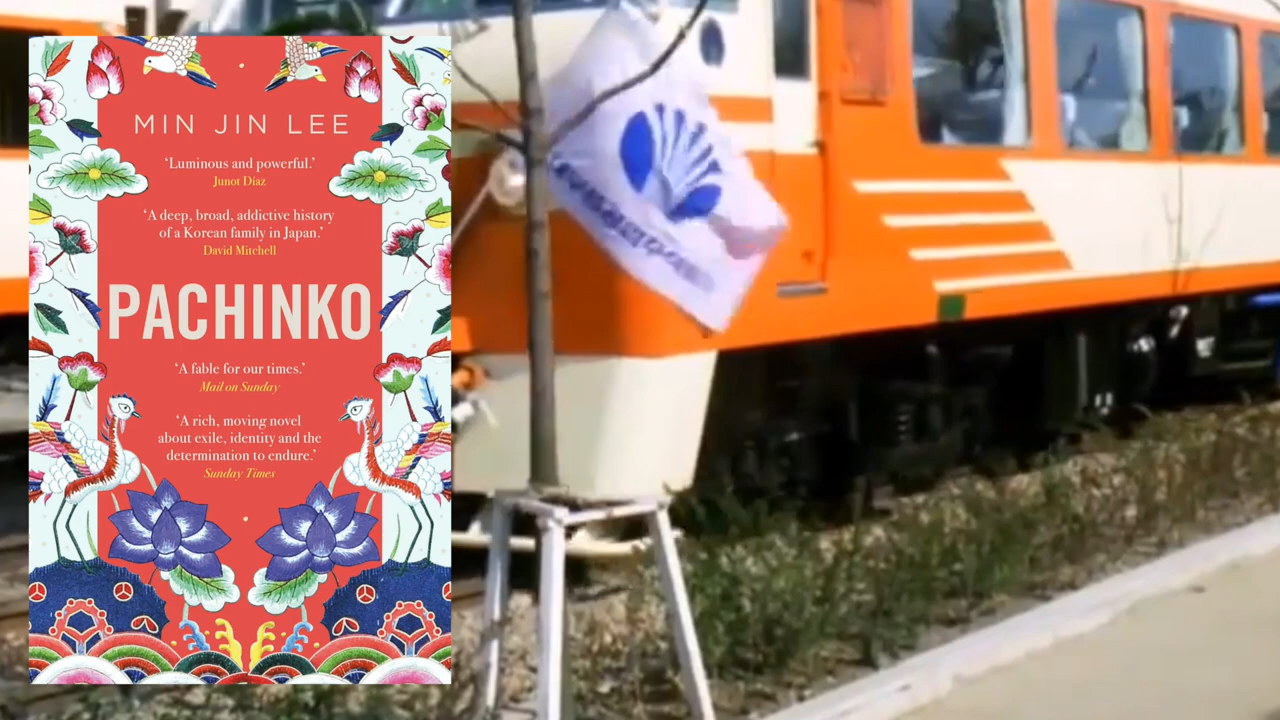 MIN JIN LEE
‘Luminous and powerful.’
Junot Díaz
‘A deep, broad, addictive history
of a Korean family in Japan.’
David Mitchell
PACHINKO
‘A fable for our times.’
Mail on Sunday
‘A rich, moving novel
about exile, identity and the
determination to endure.’
Sunday Times